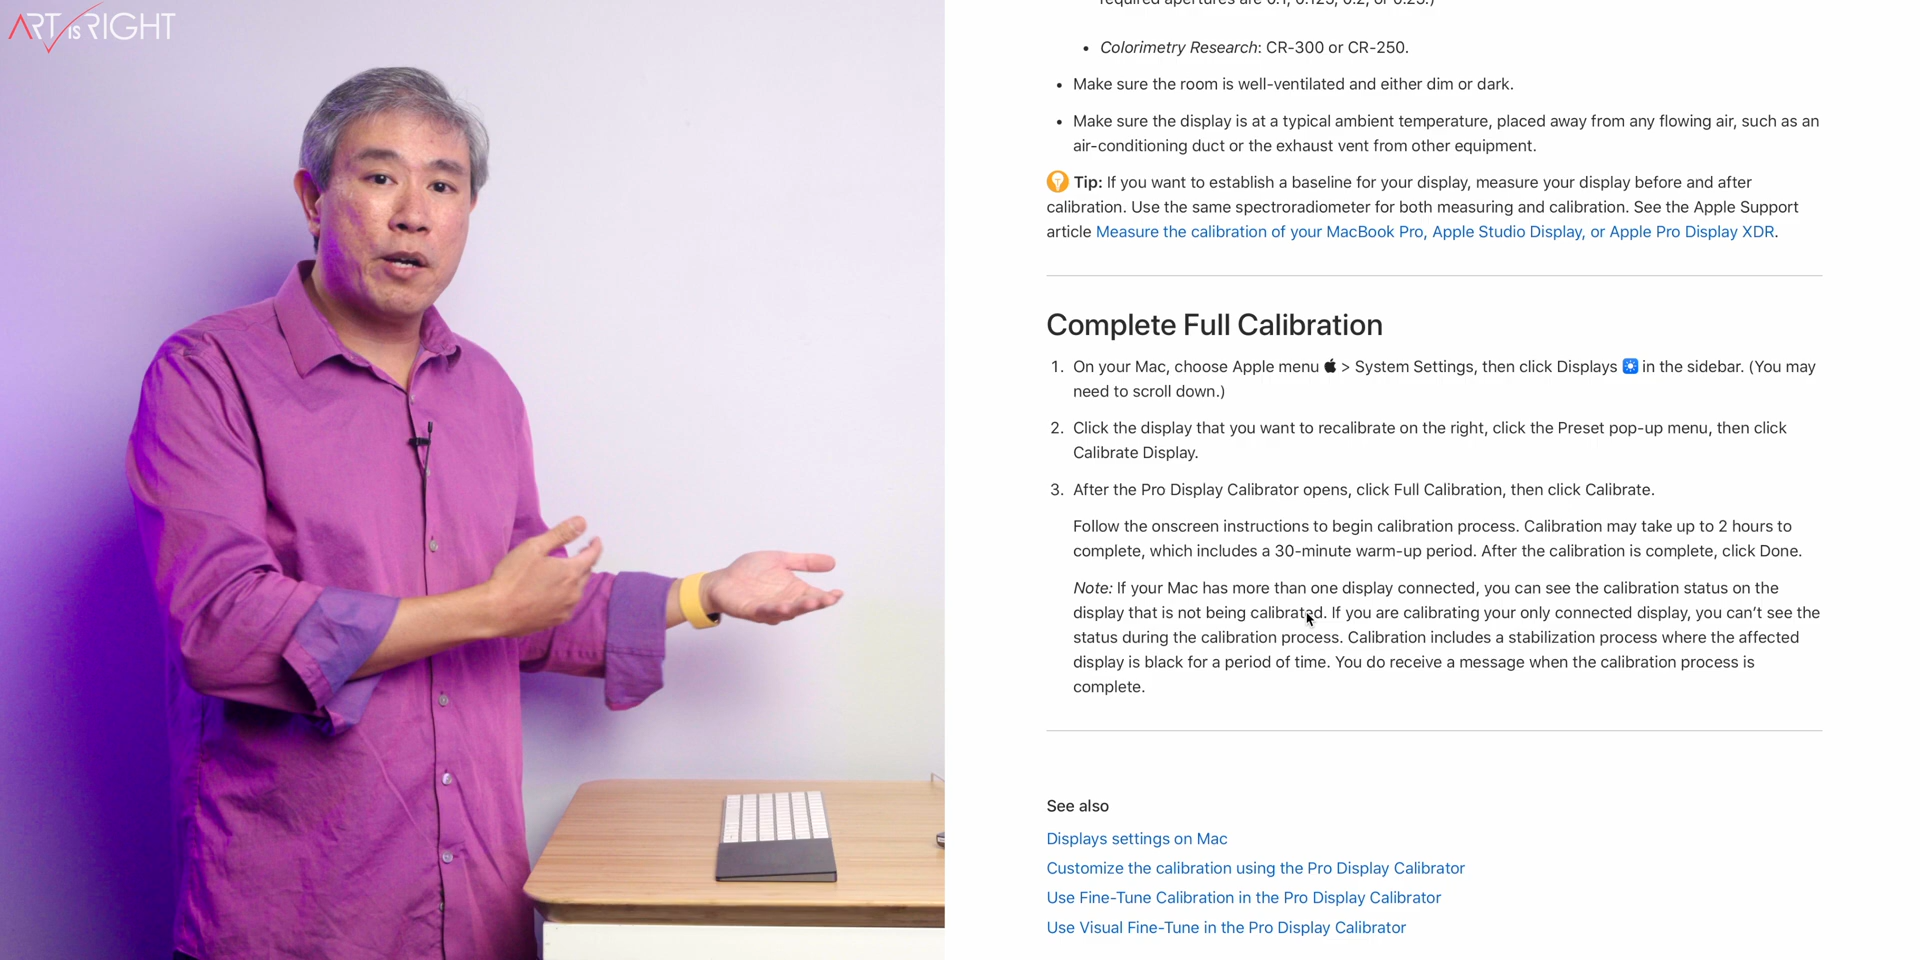 ART is RIGHT
required apertures are 0.1, 0.125, 0.2, or 0.25.)
• Colorimetry Research: CR-300 or CR-250.
• Make sure the room is well-ventilated and either dim or dark.
• Make sure the display is at a typical ambient temperature, placed away from any flowing air, such as an
air-conditioning duct or the exhaust vent from other equipment.
Tip: If you want to establish a baseline for your display, measure your display before and after
calibration. Use the same spectroradiometer for both measuring and calibration. See the Apple Support
article Measure the calibration of your MacBook Pro, Apple Studio Display, or Apple Pro Display XDR.
Complete Full Calibration
1. On your Mac, choose Apple menu > System Settings, then click Displays in the sidebar. (You may
need to scroll down.)
2. Click the display that you want to recalibrate on the right, click the Preset pop-up menu, then click
Calibrate Display.
3. After the Pro Display Calibrator opens, click Full Calibration, then click Calibrate.
Follow the onscreen instructions to begin calibration process. Calibration may take up to 2 hours to
complete, which includes a 30-minute warm-up period. After the calibration is complete, click Done.
Note: If your Mac has more than one display connected, you can see the calibration status on the
display that is not being calibrated. If you are calibrating your only connected display, you can’t see the
status during the calibration process. Calibration includes a stabilization process where the affected
display is black for a period of time. You do receive a message when the calibration process is
complete.
See also
Displays settings on Mac
Customize the calibration using the Pro Display Calibrator
Use Fine-Tune Calibration in the Pro Display Calibrator
Use Visual Fine-Tune in the Pro Display Calibrator